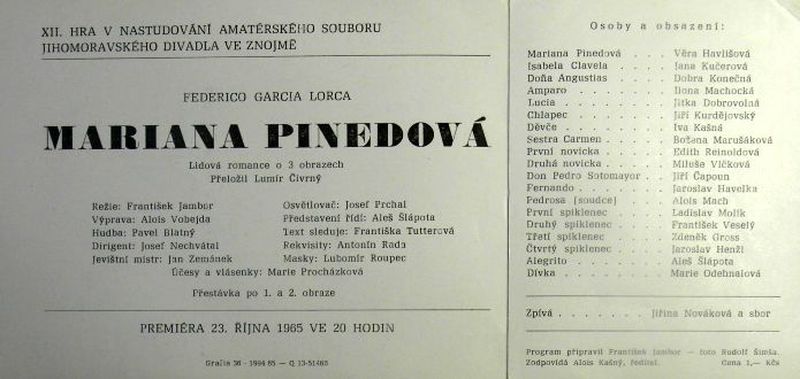 XII. HRA V NASTUDOVÁNÍ AMATÉRSKÉHO SOUBORU
JIHOMORAVSKÉHO DIVADLA VE ZNOJMĚ
FEDERICO GARCIA LORCA
MARIANA PINEDOVÁ
Lidová romance o 3 obrazech
Přeložil Lumír Čivrný
Režie: František Jambor
Výprava: Alois Vobejda
Hudba: Pavel Blatný
Dirigent: Josef Nechvátal
Jevištní mistr: Jan Zemánek
Osvětlovač: Josef Prchal
Představení řídí: Aleš Šlápota
Text sleduje: Františka Tutterová
Rekvisity: Antonín Rada
Masky: Lubomír Roupec
Účesy a vlásenky: Marie Procházková
Přestávka po 1. a 2. obraze
PREMIÉRA 23. ŘÍJNA 1965 VE 20 HODIN
Grafia 36 - 1994 65 — Q 13-51465
Osoby a obsazení:
Mariana Pinedová . . . . Věra Havlišová
Isabela Clavela . . . . Jana Kučerová
Doňa Angustias . . . . Dobra Konečná
Amparo . . . . . . Ilona Machocká
Lucia . . . . . . . Jitka Dobrovolná
Chlapec . . . . . . Jiří Kurdějovský
Děvče . . . . . . . Iva Kašná
Sestra Carmen . . . . Božena Marušáková
První novicka . . . . Edith Reinoldová
Druhá novicka . . . . Miluše Vlčková
Don Pedro Sotomayor . . Jiří Čapoun
Fernando . . . . . . Jaroslav Havelka
Pedrosa [soudce] . . . Alois Mach
První spiklenec . . . . Ladislav Molík
Druhý spiklenec . . . . František Veselý
Třetí spiklenec . . . . Zdeněk Gross
Čtvrtý spiklenec . . . . Jaroslav Henzl
Alegrito . . . . . . Aleš Šlápota
Dívka . . . . . . . Marie Odehnalová
Zpívá . . . . . . . Jiřina Nováková a sbor
Program připravil František Jambor — foto Rudolf Šimša.
Zodpovídá Alois Kašný, ředitel. Cena 1,— Kčs